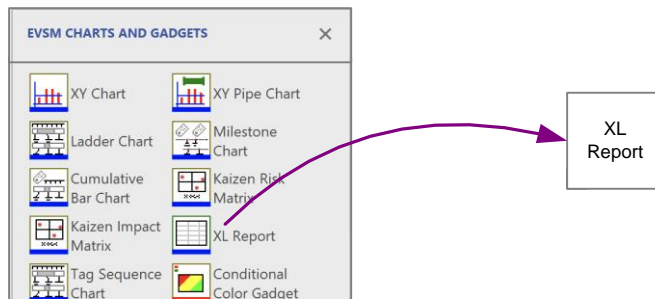 EVSM CHARTS AND GADGETS
XY Chart
XY Pipe Chart
Ladder Chart
Milestone
Chart
Cumulative
Bar Chart
Kaizen Risk
Matrix
Kaizen Impact
Matrix
XL Report
Tag Sequence
Chart
Conditional
Color Gadget
XL
Report